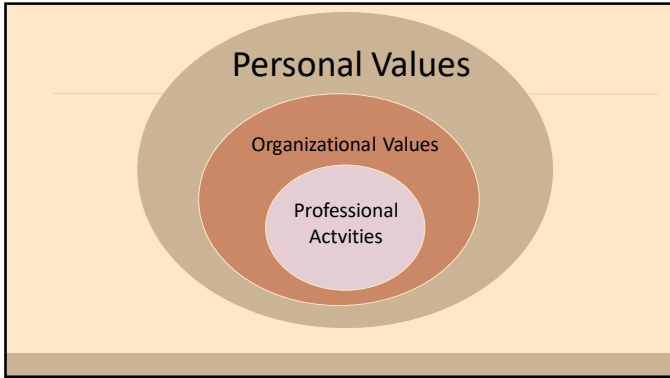 Personal Values
Organizational Values
Professional
Actvities